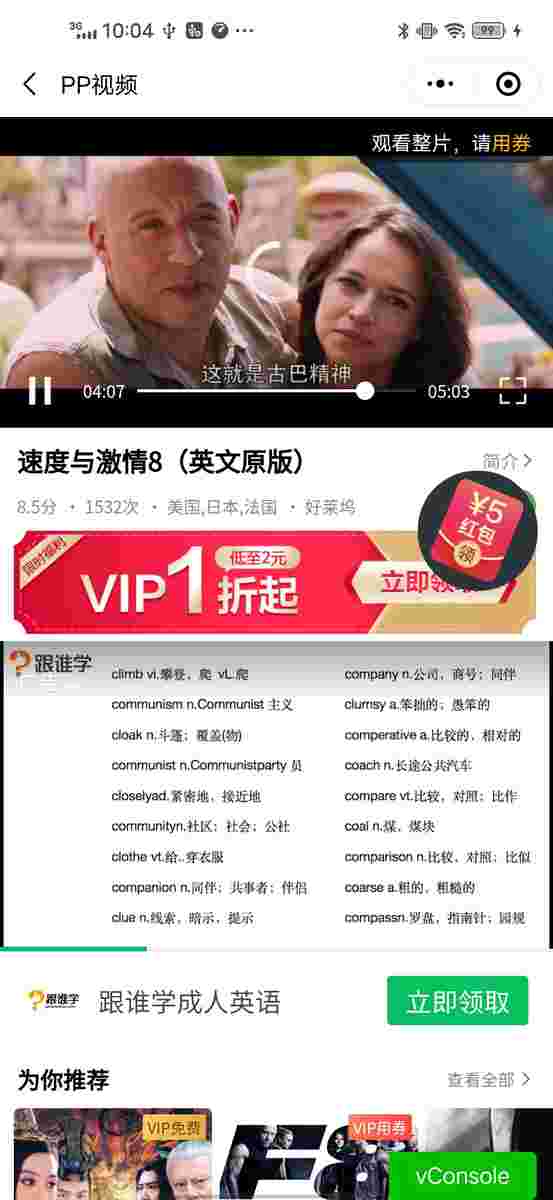 3G 10:04 99
PP视频
观看整片，请用券
这就是古巴精神
04:07 05:03
速度与激情8（英文原版）
简介
8.5分 · 1532次 · 美国,日本,法国 · 好莱坞
¥5
红包
领
限时福利
VIP1折起
低至2元
立即领取
跟谁学
climb vi.攀登，爬 vL.爬
company n.公司，商号；同伴
communism n.Communist 主义
clumsy a.笨拙的；愚笨的
cloak n.斗蓬；覆盖(物)
comperative a.比较的，相对的
communist n.Communistparty 员
coach n.长途公共汽车
closelyad.紧密地，接近地
compare vt.比较，对照；比作
communityn.社区；社会；公社
coal n.煤，煤块
clothe vt.给..穿衣服
comparison n.比较，对照；比似
companion n.同伴；共事者；伴侣
coarse a.粗的，粗糙的
clue n.线索，暗示，提示
compassn.罗盘，指南针；园规
跟谁学
跟谁学成人英语
立即领取
为你推荐
查看全部
VIP免费
VIP用券
F8
vConsole